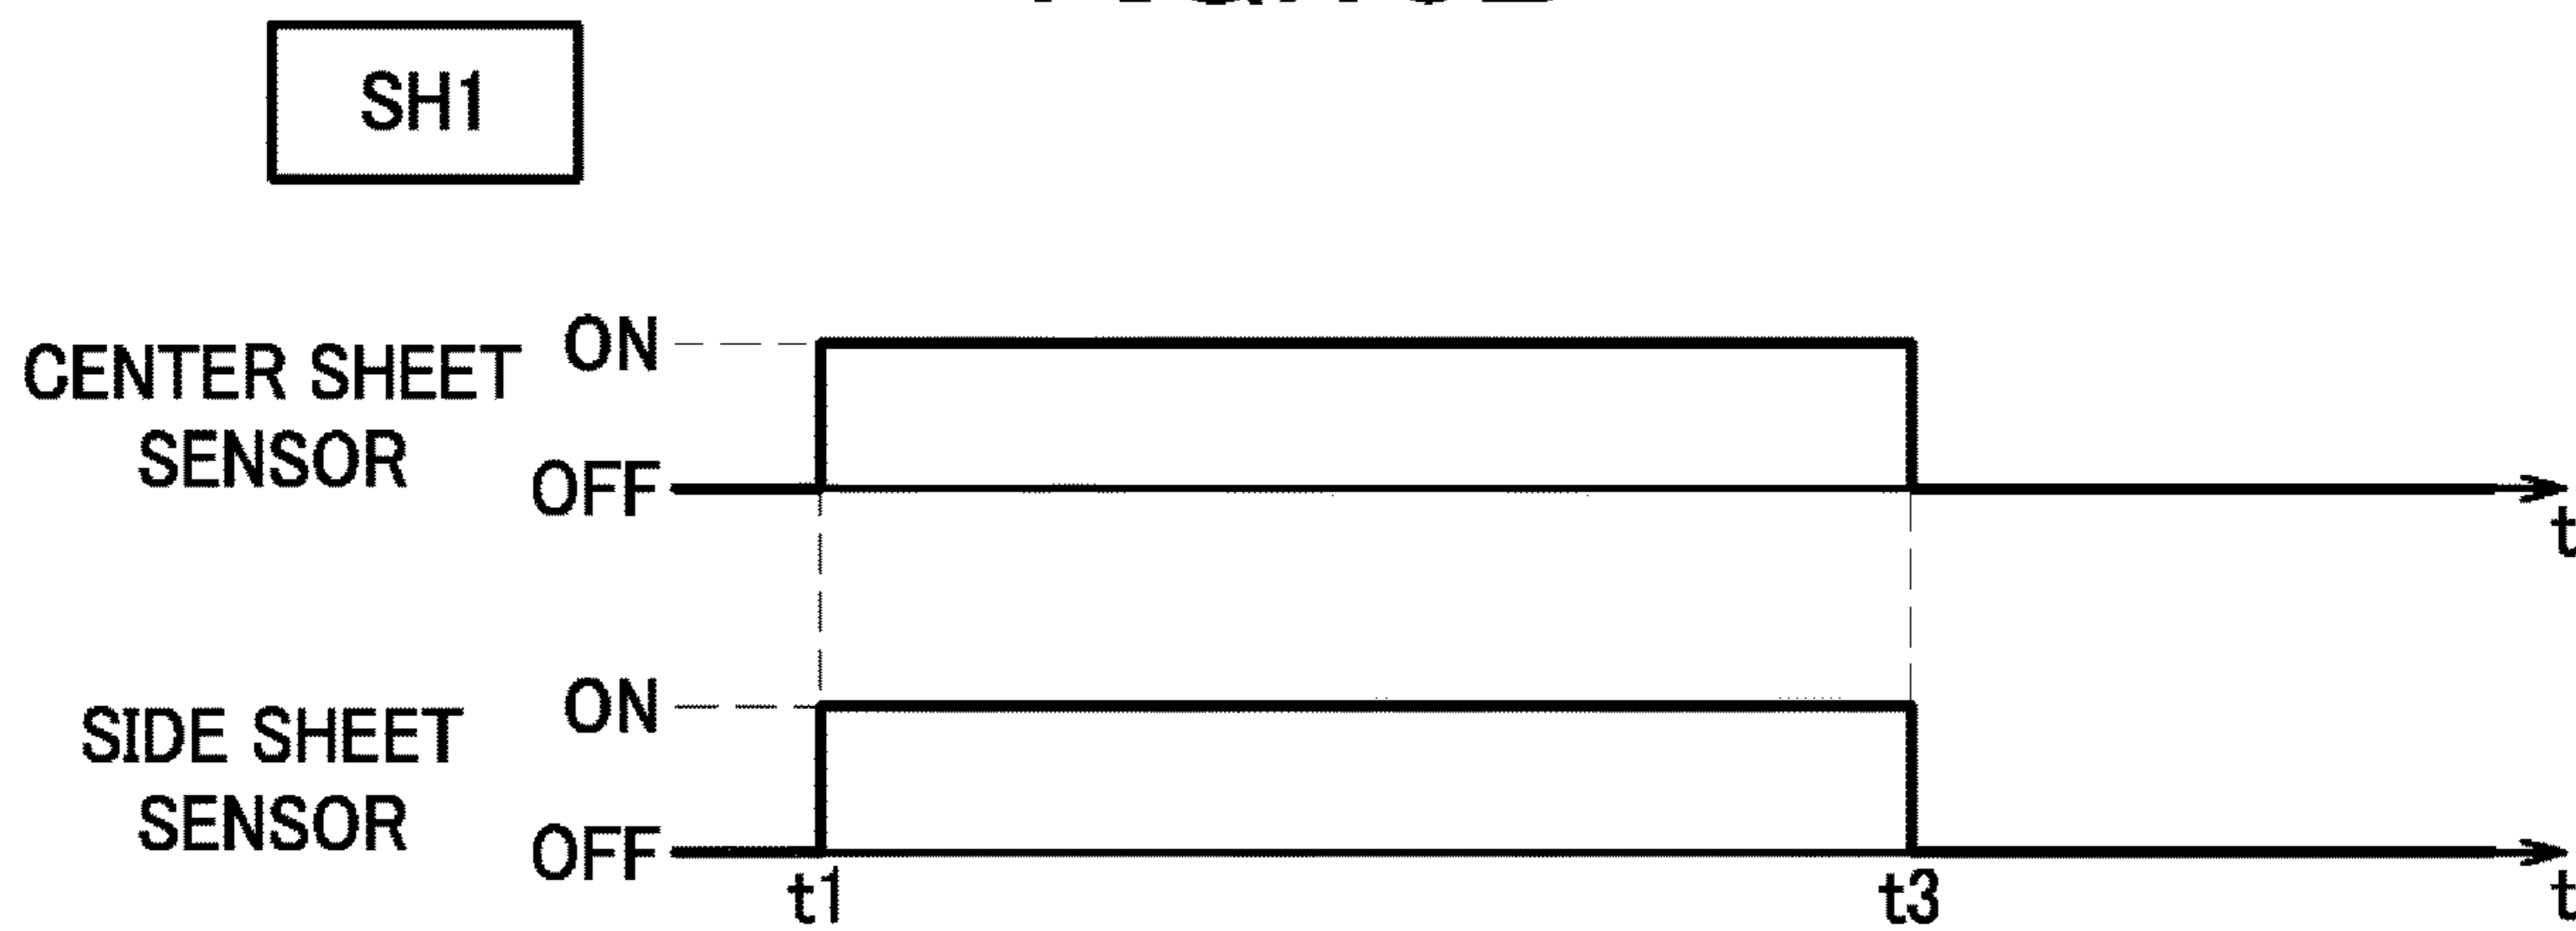 SH1
CENTER SHEET
SENSOR
ON
OFF
t
SIDE SHEET
SENSOR
ON
OFF
t
t1
t3